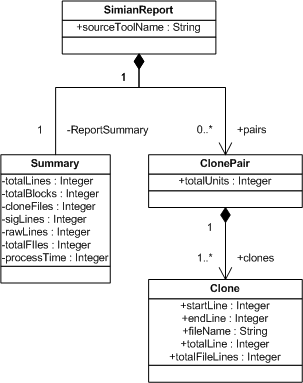 SimianReport
+sourceToolName : String
1
1
-ReportSummary
0..*
+pairs
Summary
-totalLines : Integer
-totalBlocks : Integer
-cloneFiles : Integer
-sigLines : Integer
-rawLines : Integer
-totalFIles : Integer
-processTime : Integer
ClonePair
+totalUnits : Integer
1
1..*
+clones
Clone
+startLine : Integer
+endLine : Integer
+fileName : String
+totalLine : Integer
+totalFileLines : Integer